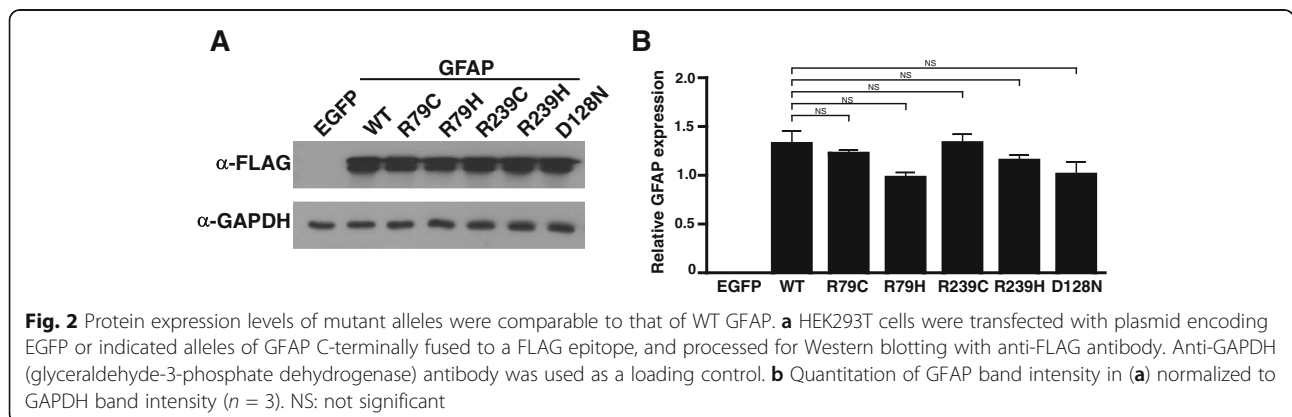 A
GFAP
EGFP
WT
R79C
R79H
R239C
R239H
D128N
α-FLAG
α-GAPDH
B
Relative GFAP expression
2.0
1.5
1.0
0.5
0
NS
NS
NS
NS
NS
EGFP WT R79C R79H R239C R239H D128N
Fig. 2 Protein expression levels of mutant alleles were comparable to that of WT GFAP. a HEK293T cells were transfected with plasmid encoding
EGFP or indicated alleles of GFAP C-terminally fused to a FLAG epitope, and processed for Western blotting with anti-FLAG antibody. Anti-GAPDH
(glyceraldehyde-3-phosphate dehydrogenase) antibody was used as a loading control. b Quantitation of GFAP band intensity in (a) normalized to
GAPDH band intensity (n = 3). NS: not significant